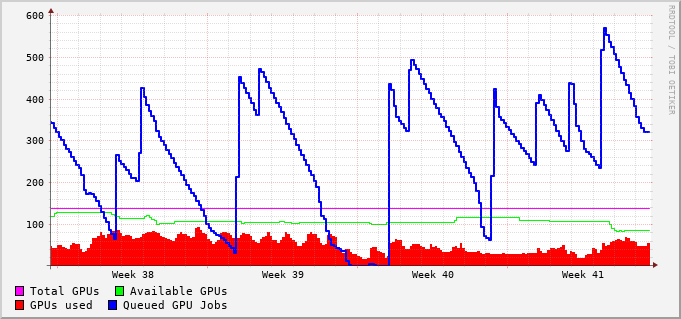 RRDTOOL / TOBI OETIKER
600
500
400
300
200
100
Week 38 Week 39 Week 40 Week 41
Total GPUs Available GPUs
GPUs used Queued GPU Jobs